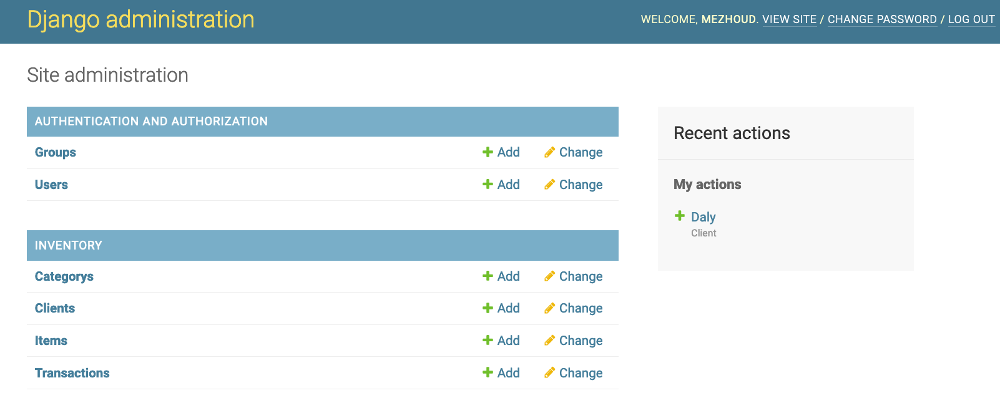 Django administration
WELCOME, MEZHOUD. VIEW SITE / CHANGE PASSWORD / LOG OUT
Site administration
AUTHENTICATION AND AUTHORIZATION
Groups Add Change
Users Add Change
INVENTORY
Categorys Add Change
Clients Add Change
Items Add Change
Transactions Add Change
Recent actions
My actions
Daly
Client